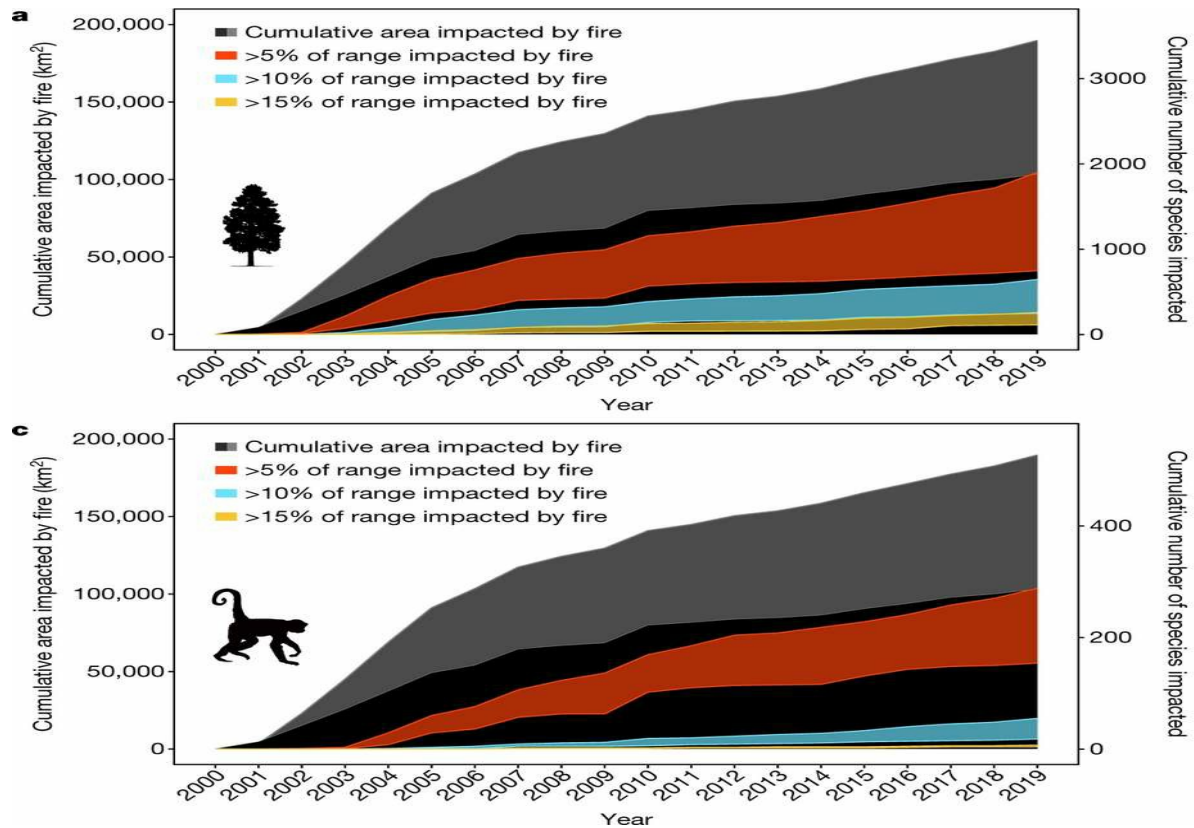 a
Cumulative area impacted by fire (km²)
200,000
150,000
100,000
50,000
0
Cumulative area impacted by fire
>5% of range impacted by fire
>10% of range impacted by fire
>15% of range impacted by fire
3000
2000
1000
0
Cumulative number of species impacted
2000 2001 2002 2003 2004 2005 2006 2007 2008 2009 2010 2011 2012 2013 2014 2015 2016 2017 2018 2019
Year
c
Cumulative area impacted by fire (km²)
200,000
150,000
100,000
50,000
0
Cumulative area impacted by fire
>5% of range impacted by fire
>10% of range impacted by fire
>15% of range impacted by fire
400
200
0
Cumulative number of species impacted
2000 2001 2002 2003 2004 2005 2006 2007 2008 2009 2010 2011 2012 2013 2014 2015 2016 2017 2018 2019
Year